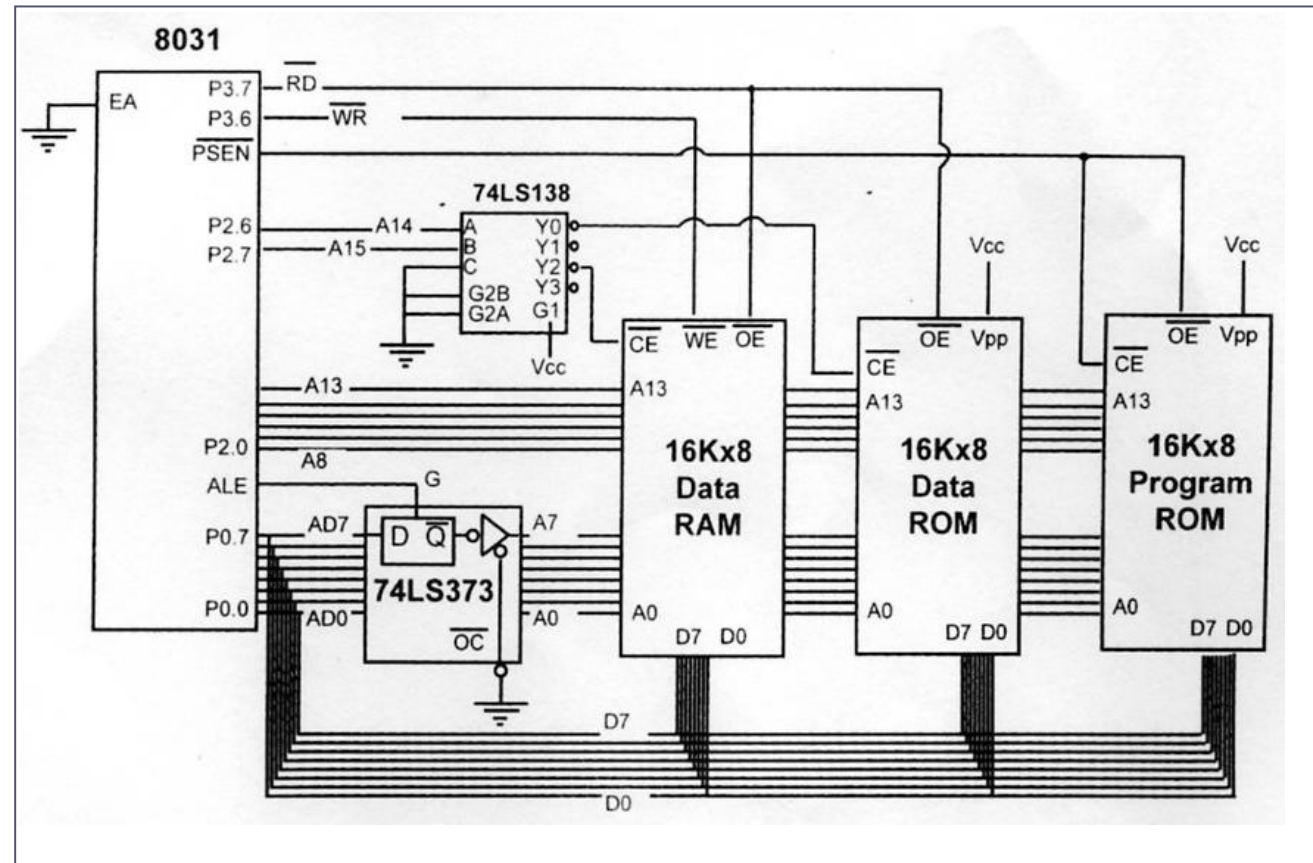 8031
EA
P3.7
RD
P3.6
WR
PSEN
74LS138
P2.6
A14
A
Y0
P2.7
A15
B
Y1
C
Y2
Y3
G2B
G2A
G1
Vcc
Vcc
Vcc
CE
WE
OE
CE
OE
Vpp
CE
OE
Vpp
A13
A13
A13
A13
P2.0
A8
16Kx8
Data
RAM
16Kx8
Data
ROM
16Kx8
Program
ROM
ALE
G
P0.7
AD7
D
Q
A7
74LS373
P0.0
AD0
OC
A0
A0
A0
A0
D7 D0
D7 D0
D7 D0
D7
D0